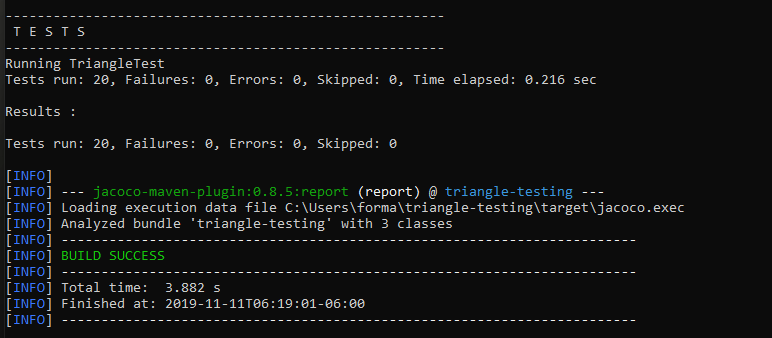 -------------------------------------------------------
 T E S T S
-------------------------------------------------------
Running TriangleTest
Tests run: 20, Failures: 0, Errors: 0, Skipped: 0, Time elapsed: 0.216 sec

Results :

Tests run: 20, Failures: 0, Errors: 0, Skipped: 0

[INFO]
[INFO] --- jacoco-maven-plugin:0.8.5:report (report) @ triangle-testing ---
[INFO] Loading execution data file C:\Users\forma\triangle-testing\target\jacoco.exec
[INFO] Analyzed bundle 'triangle-testing' with 3 classes
[INFO] ------------------------------------------------------------------------
[INFO] BUILD SUCCESS
[INFO] ------------------------------------------------------------------------
[INFO] Total time:  3.882 s
[INFO] Finished at: 2019-11-11T06:19:01-06:00
[INFO] ------------------------------------------------------------------------